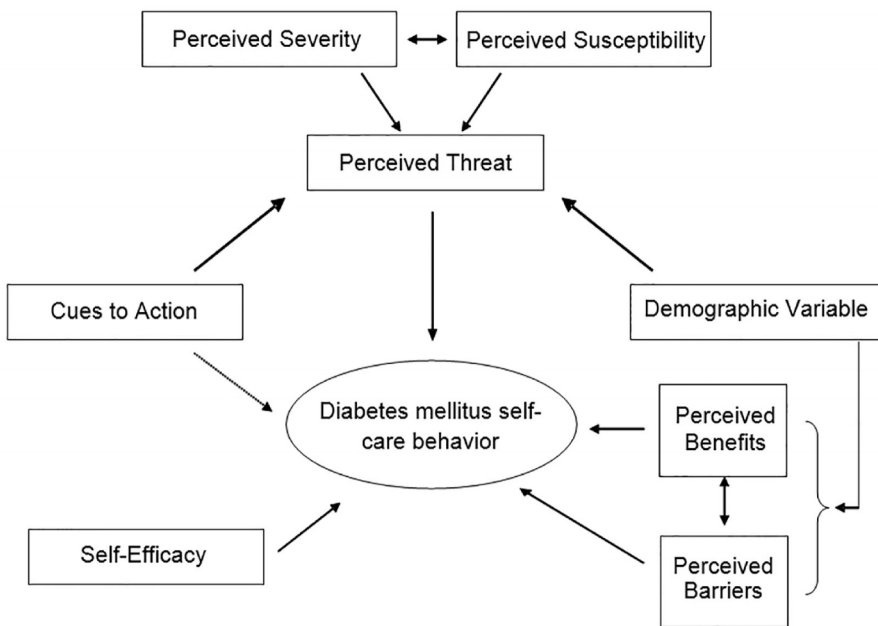 Perceived Severity
Perceived Susceptibility
Perceived Threat
Cues to Action
Demographic Variable
Diabetes mellitus self-
care behavior
Perceived
Benefits
Self-Efficacy
Perceived
Barriers